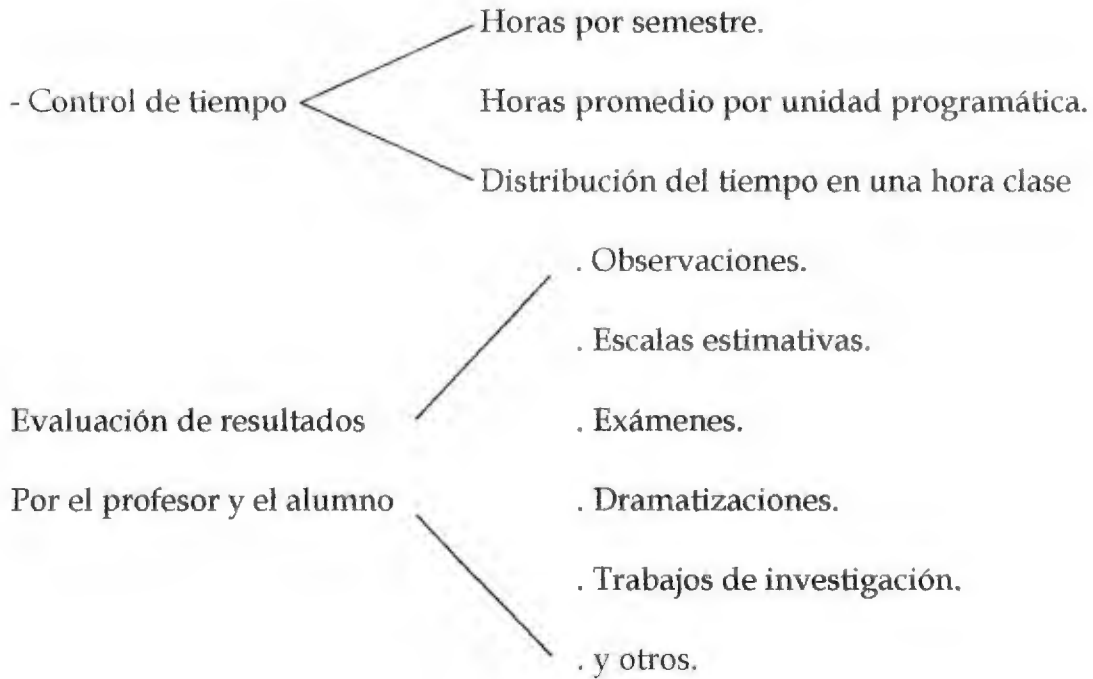 Horas por semestre.
- Control de tiempo
Horas promedio por unidad programática.
Distribución del tiempo en una hora clase
. Observaciones.
. Escalas estimativas.
Evaluación de resultados
. Exámenes.
Por el profesor y el alumno
. Dramatizaciones.
. Trabajos de investigación.
. y otros.